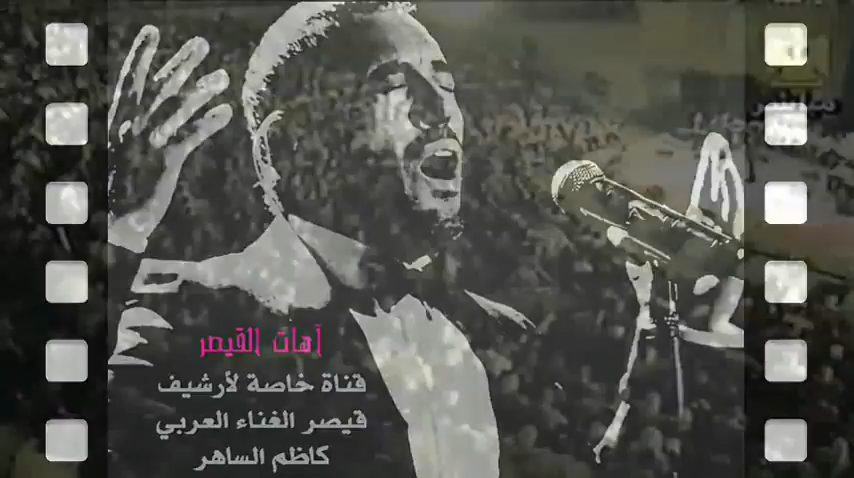 آهات القيصر
قناة خاصة لأرشيف
قيصر الغناء العربي
كاظم الساهر